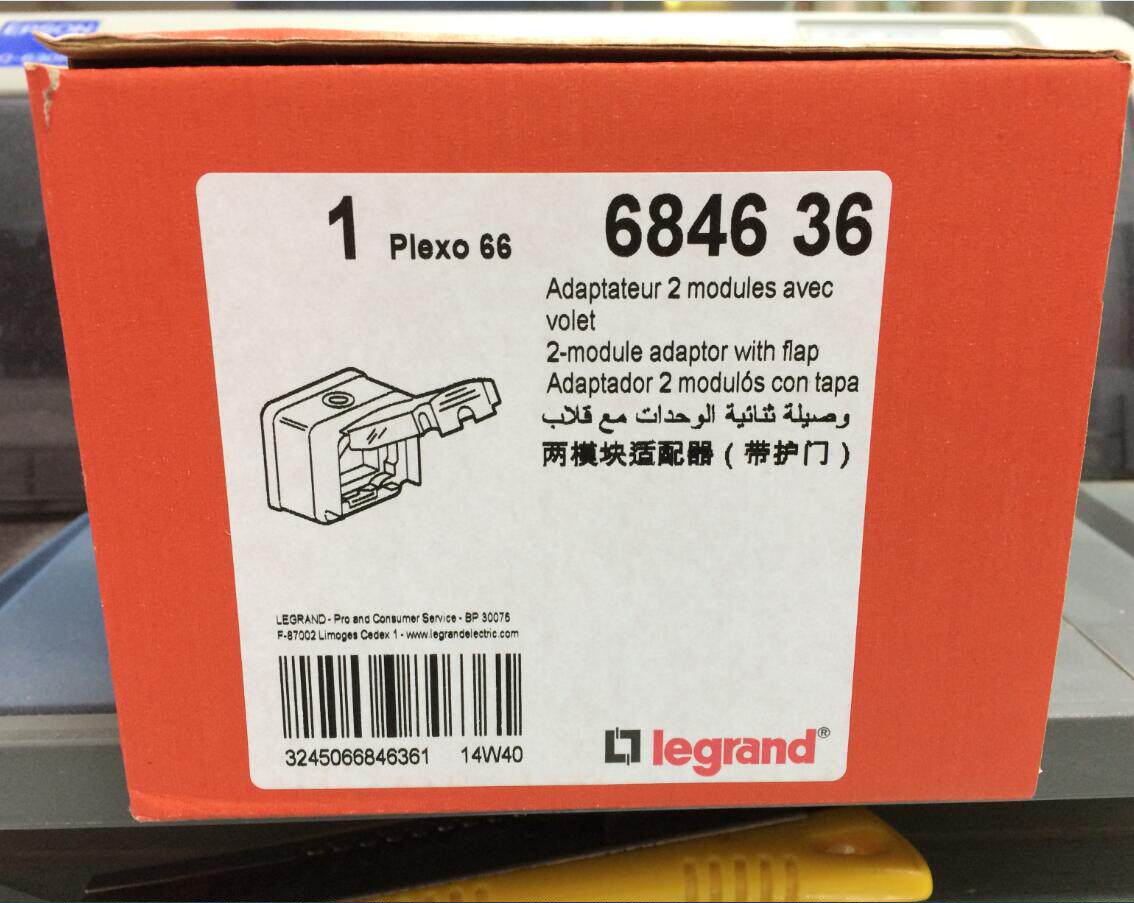 EPSON
1 Plexo 66
6846 36
Adaptateur 2 modules avec
volet
2-module adaptor with flap
Adaptador 2 modulós con tapa
وصيلة ثنائية الوحدات مع قلاب
两模块适配器（带护门）
LEGRAND - Pro and Consumer Service - BP 30076
F-87002 Limoges Cedex 1 - www.legrandelectric.com
3245066846361 14W40
legrand®